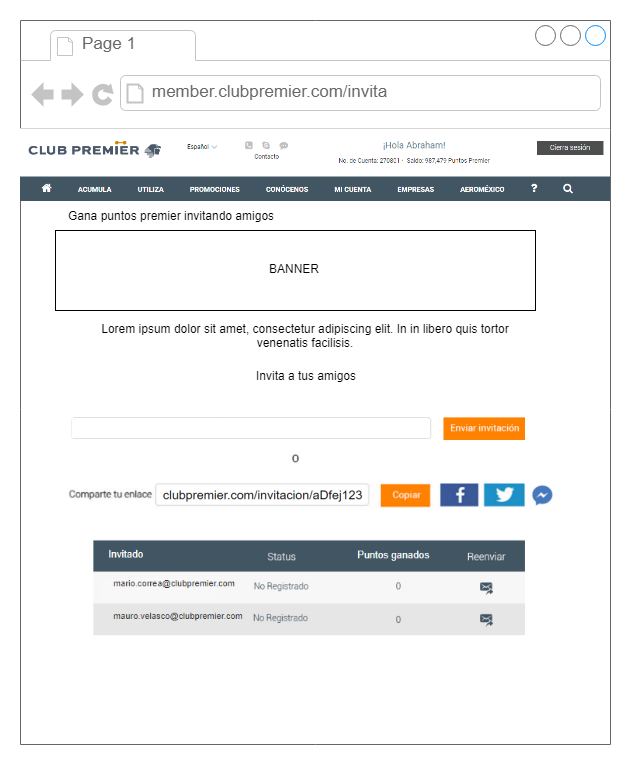 Page 1
member.clubpremier.com/invita
CLUB PREMIER
Español
Contacto
¡Hola Abraham!
No. de Cuenta: 270801 • Saldo: 987,479 Puntos Premier
Cierra sesión
ACUMULA UTILIZA PROMOCIONES CONÓCENOS MI CUENTA EMPRESAS AEROMÉXICO ?
Gana puntos premier invitando amigos
BANNER
Lorem ipsum dolor sit amet, consectetur adipiscing elit. In in libero quis tortor
venenatis facilisis.
Invita a tus amigos
Enviar invitación
O
Comparte tu enlace clubpremier.com/invitacion/aDfej123 Copiar
Invitado Status Puntos ganados Reenviar
mario.correa@clubpremier.com No Registrado 0
mauro.velasco@clubpremier.com No Registrado 0